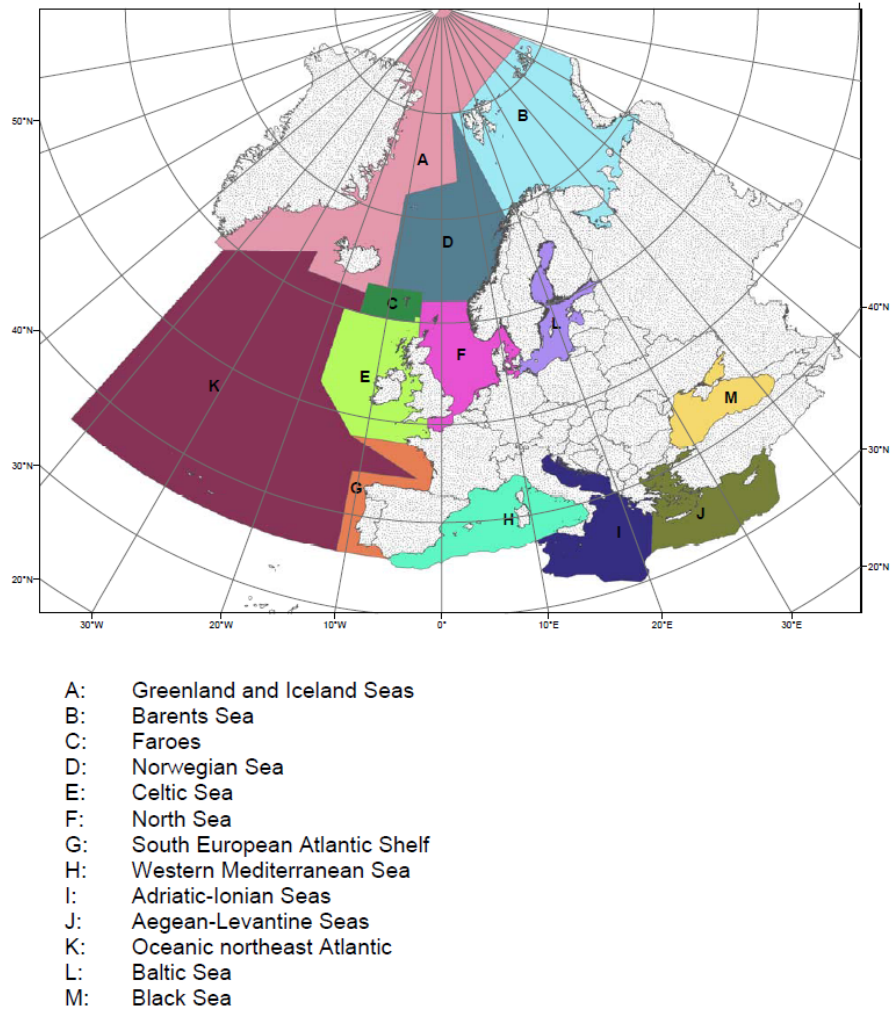 B
A
50°N
D
C
40°N
40°N
L
F
E
K
M
30°N
30°N
G
J
H
I
20°N
20°N
30°W
20°W
10°W
0°
10°E
20°E
30°E
A: Greenland and Iceland Seas
B: Barents Sea
C: Faroes
D: Norwegian Sea
E: Celtic Sea
F: North Sea
G: South European Atlantic Shelf
H: Western Mediterranean Sea
I: Adriatic-Ionian Seas
J: Aegean-Levantine Seas
K: Oceanic northeast Atlantic
L: Baltic Sea
M: Black Sea